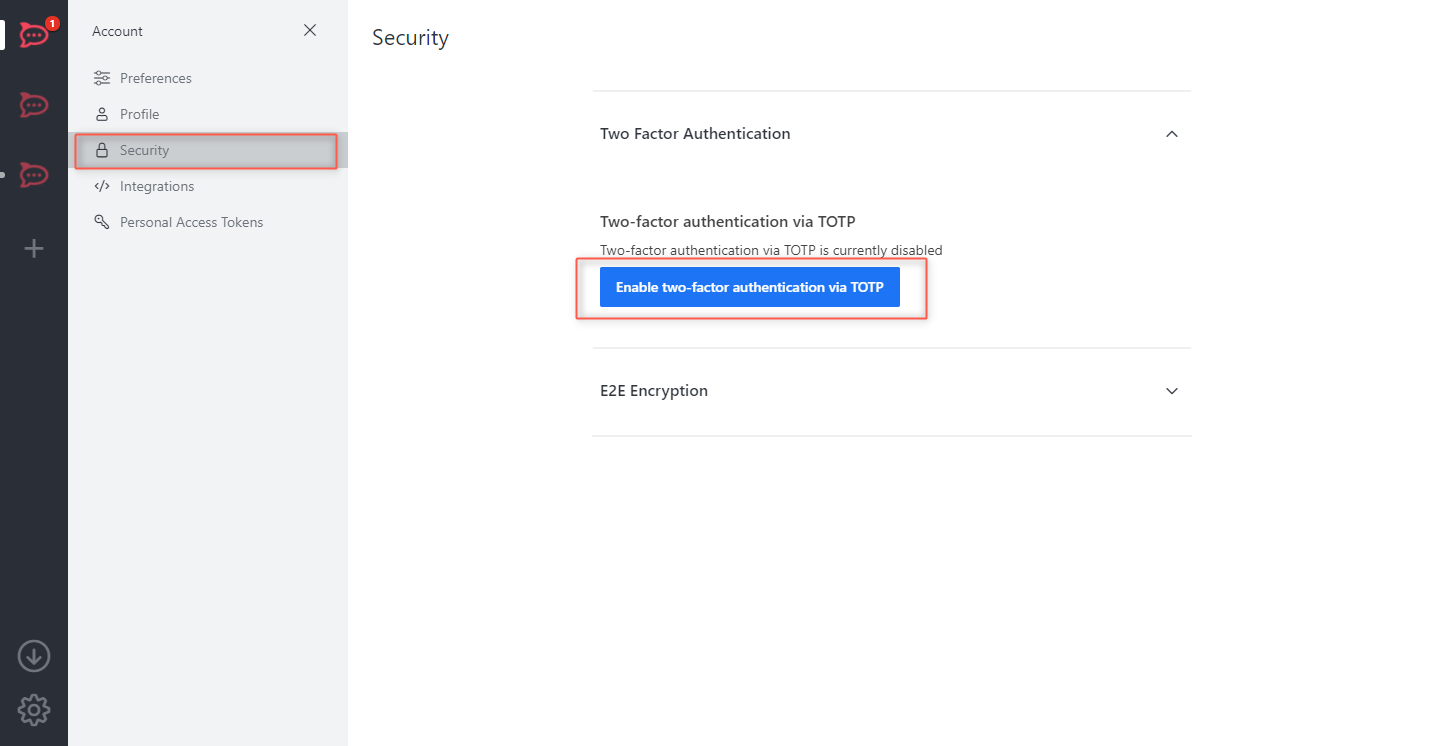 1
Account
Preferences
Profile
Security
Integrations
Personal Access Tokens
Security
Two Factor Authentication
Two-factor authentication via TOTP
Two-factor authentication via TOTP is currently disabled
Enable two-factor authentication via TOTP
E2E Encryption